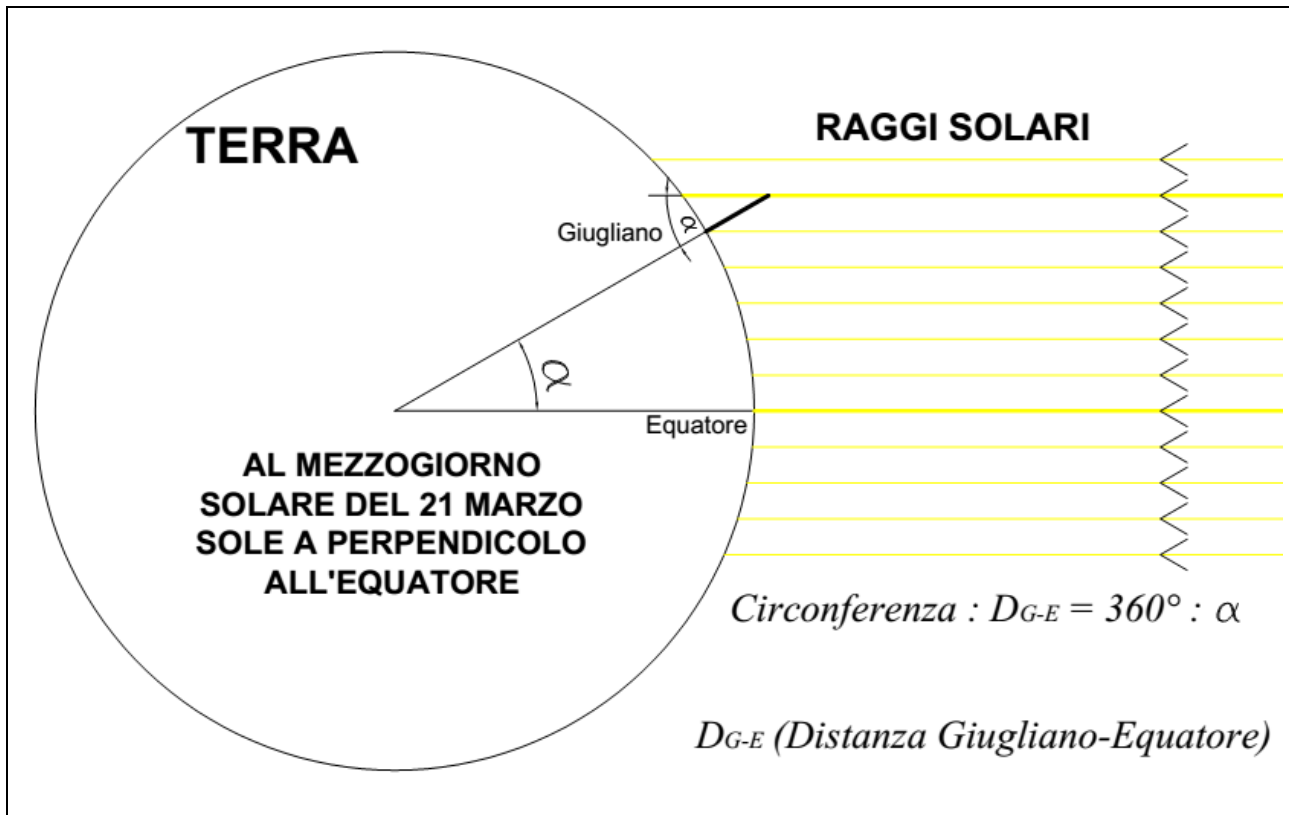 TERRA
RAGGI SOLARI
Giugliano
α
α
Equatore
AL MEZZOGIORNO
SOLARE DEL 21 MARZO
SOLE A PERPENDICOLO
ALL'EQUATORE
Circonferenza : DG-E = 360° : α
DG-E (Distanza Giugliano-Equatore)